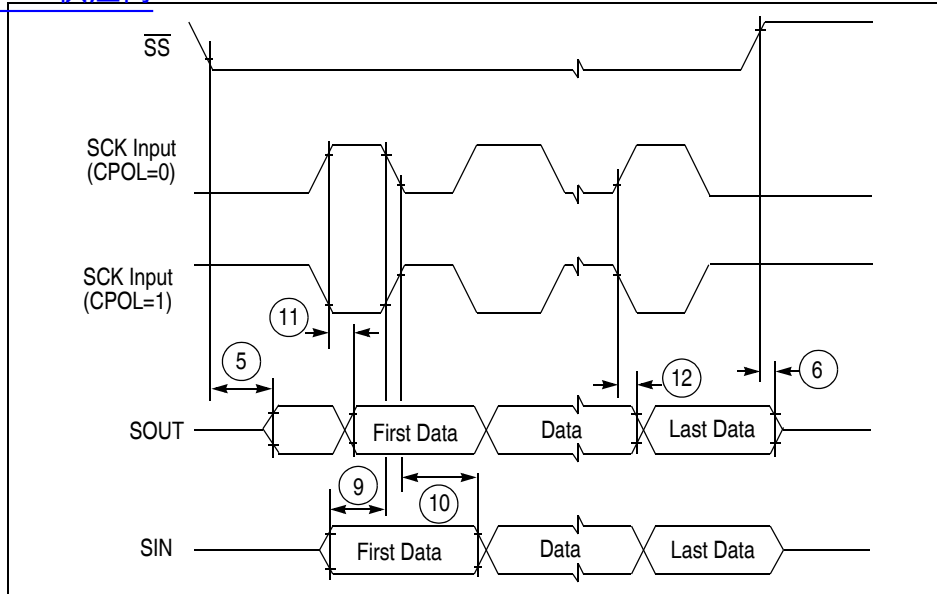 S̅S̅
SCK Input
(CPOL=0)
SCK Input
(CPOL=1)
11
5
12
6
SOUT
First Data
Data
Last Data
9
10
SIN
First Data
Data
Last Data